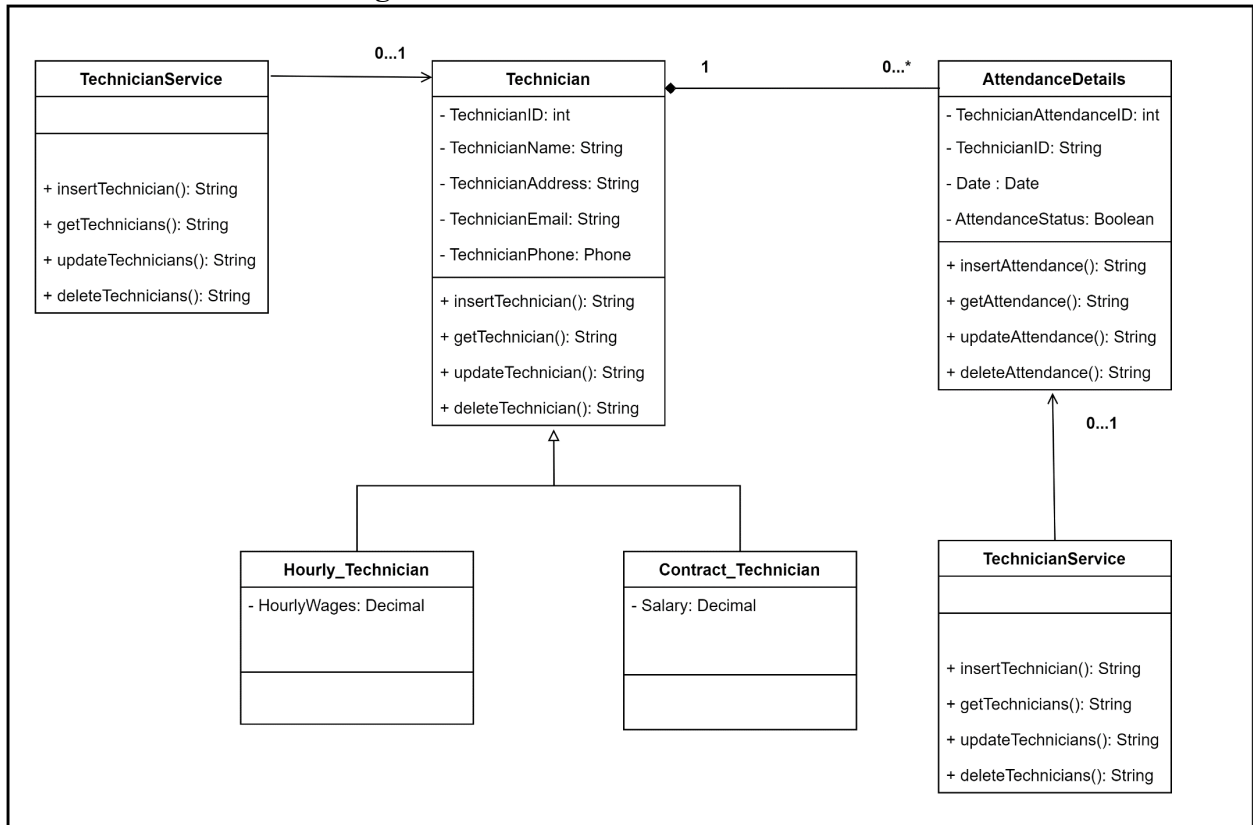 0...1
TechnicianService
+ insertTechnician(): String
+ getTechnicians(): String
+ updateTechnicians(): String
+ deleteTechnicians(): String
Technician
- TechnicianID: int
- TechnicianName: String
- TechnicianAddress: String
- TechnicianEmail: String
- TechnicianPhone: Phone
+ insertTechnician(): String
+ getTechnician(): String
+ updateTechnician(): String
+ deleteTechnician(): String
1
0...*
AttendanceDetails
- TechnicianAttendanceID: int
- TechnicianID: String
- Date : Date
- AttendanceStatus: Boolean
+ insertAttendance(): String
+ getAttendance(): String
+ updateAttendance(): String
+ deleteAttendance(): String
0...1
Hourly_Technician
- HourlyWages: Decimal
Contract_Technician
- Salary: Decimal
TechnicianService
+ insertTechnician(): String
+ getTechnicians(): String
+ updateTechnicians(): String
+ deleteTechnicians(): String